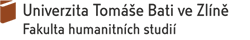 Univerzita Tomáše Bati ve Zlíně
Fakulta humanitních studií